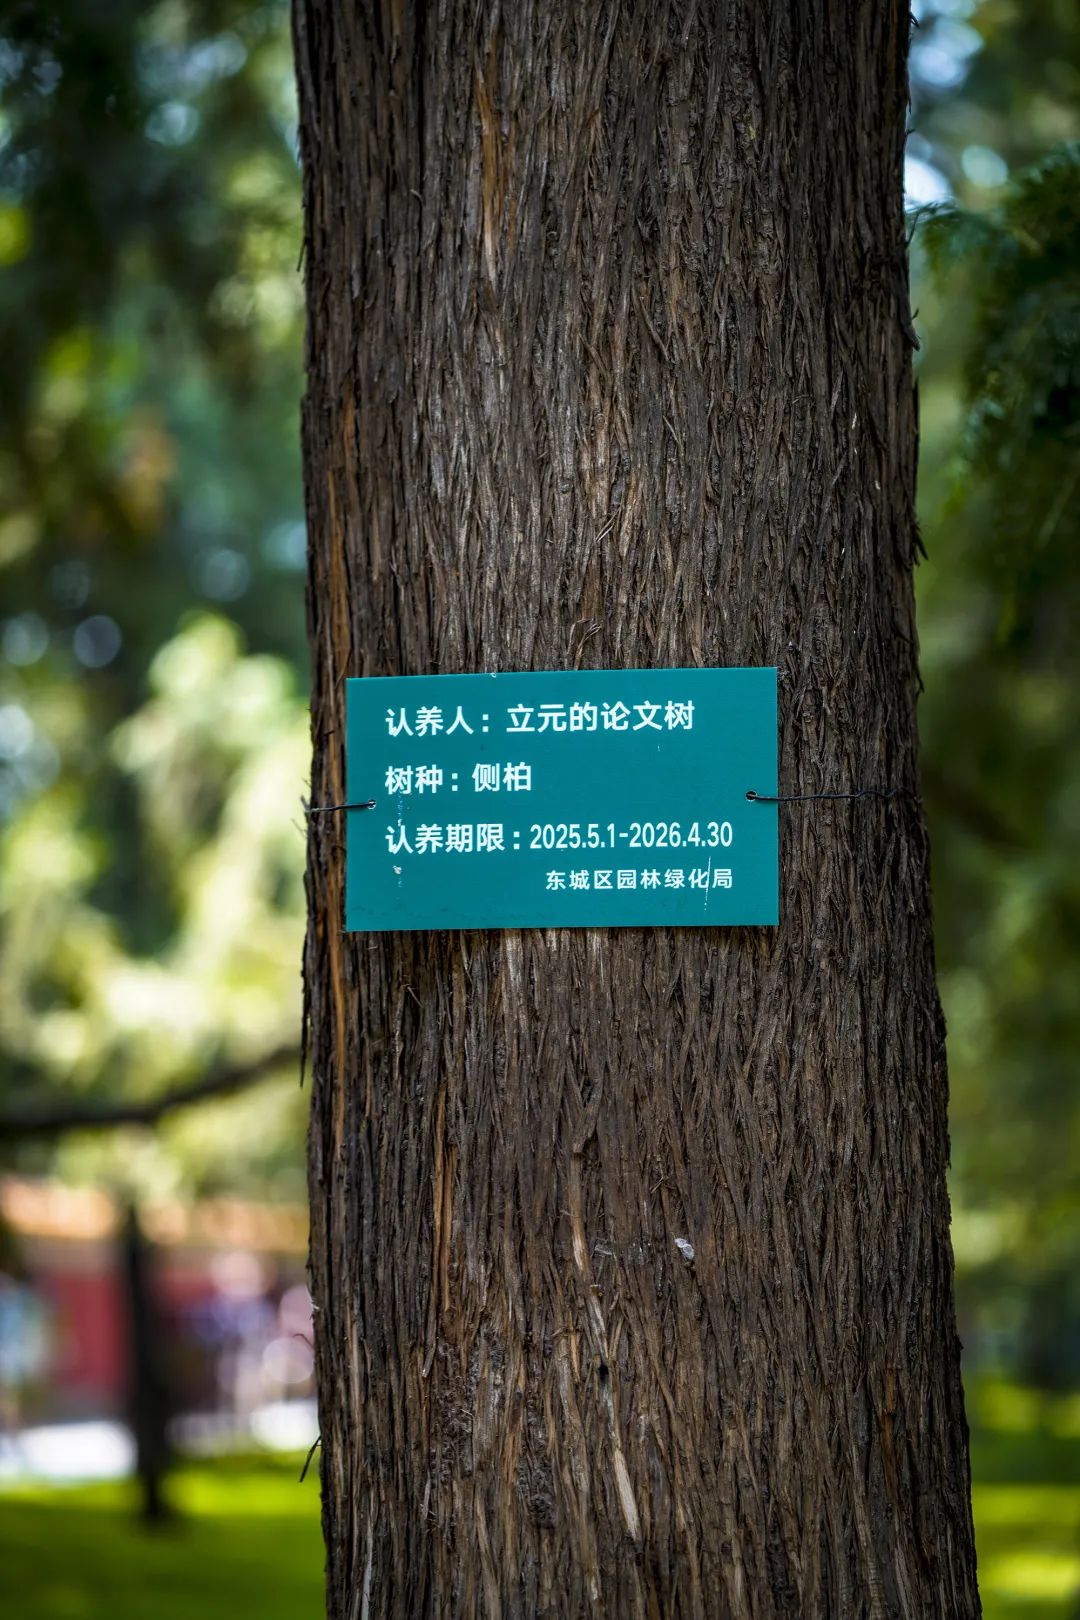 认养人：立元的论文树
树种：侧柏
认养期限：2025.5.1-2026.4.30
东城区园林绿化局